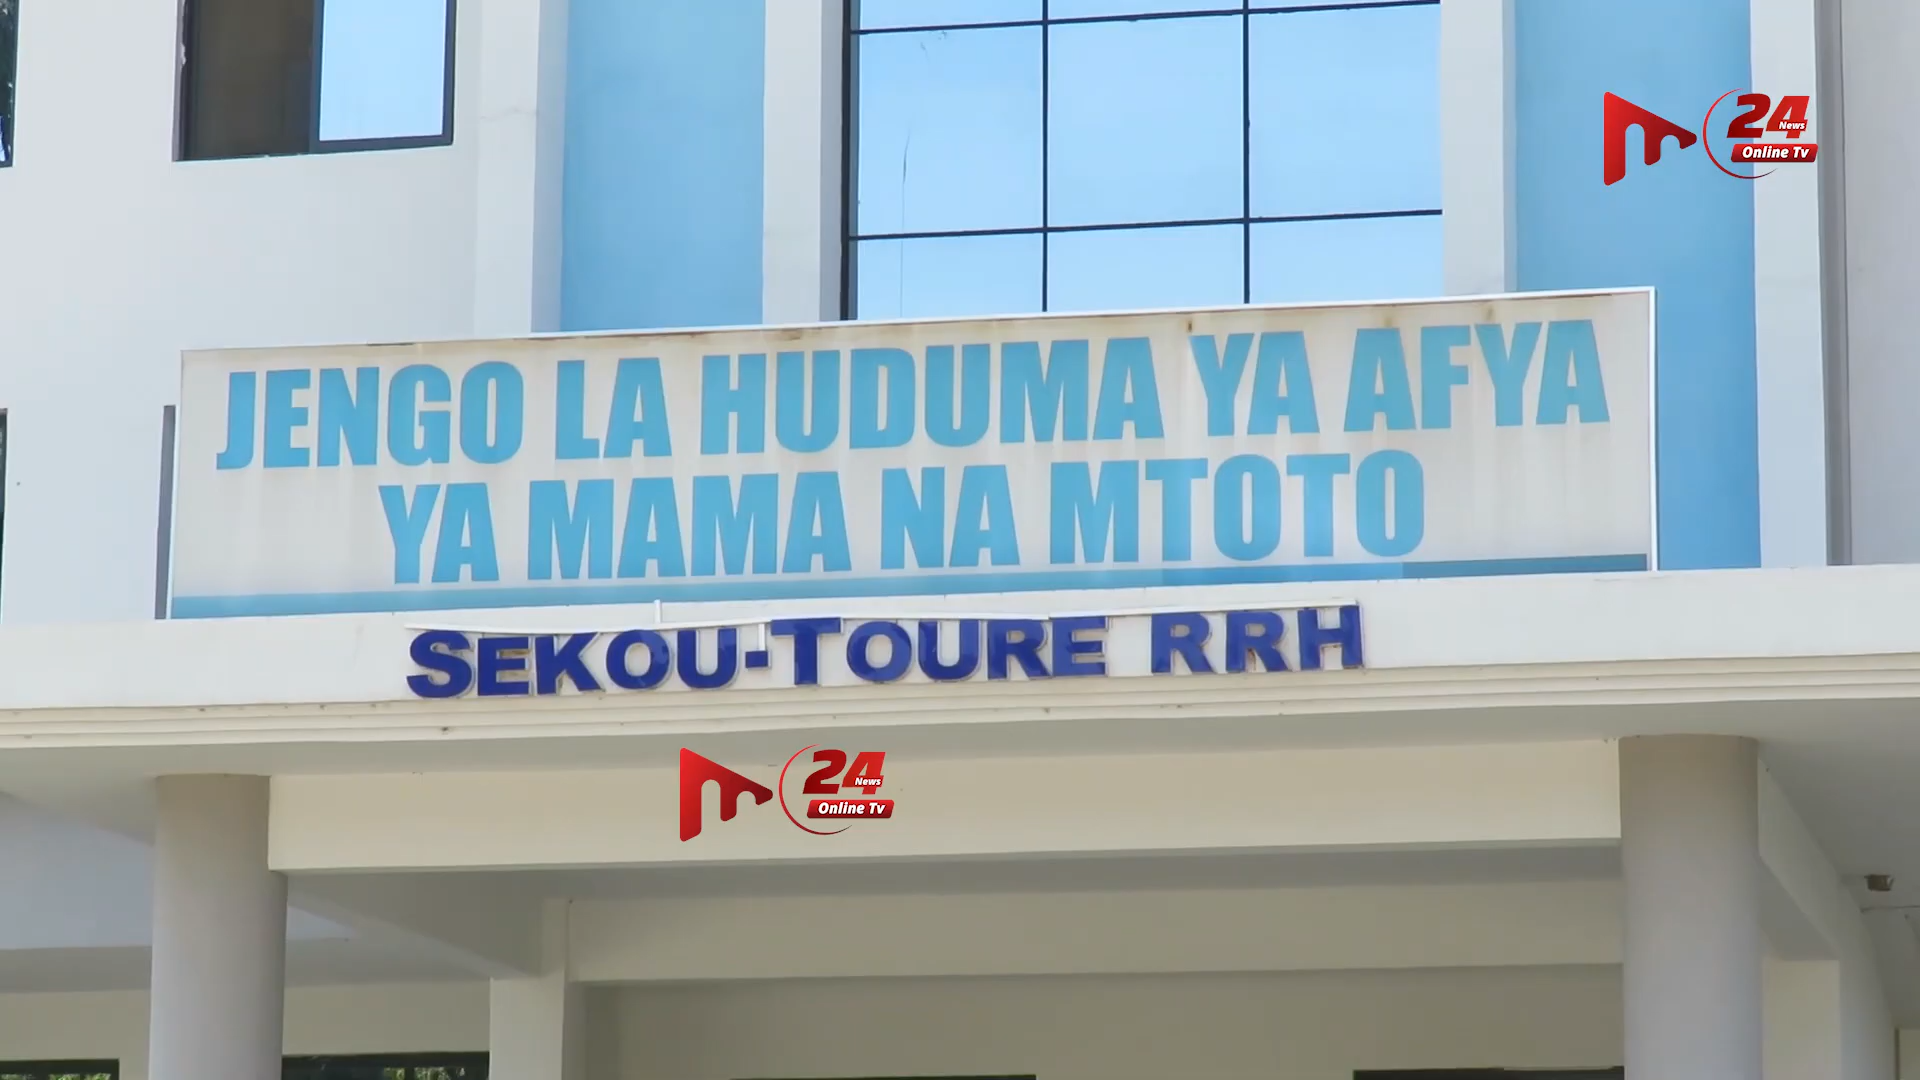 24
News
Online Tv
JENGO LA HUDUMA YA AFYA
YA MAMA NA MTOTO
SEKOU-TOURE RRH
24
News
Online Tv